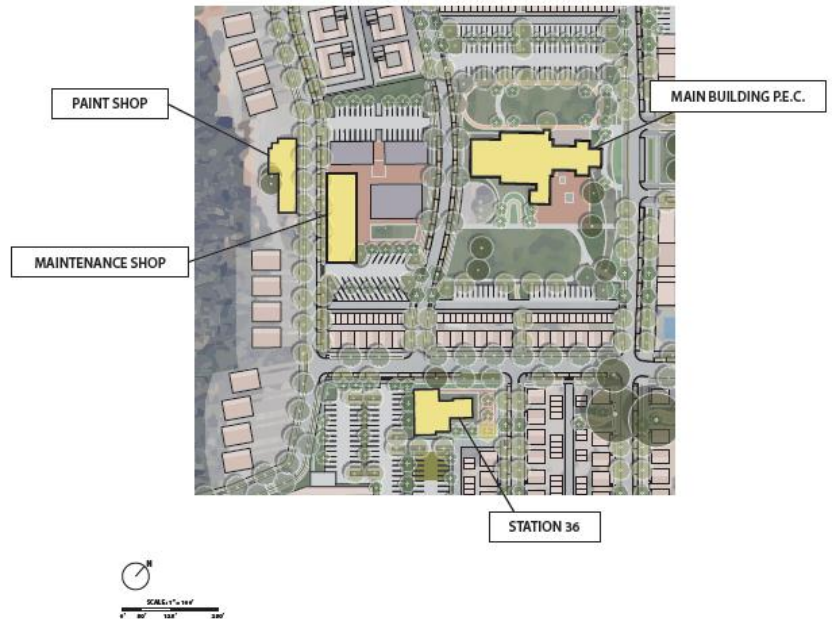 PAINT SHOP
MAIN BUILDING P.E.C.
MAINTENANCE SHOP
STATION 36
N